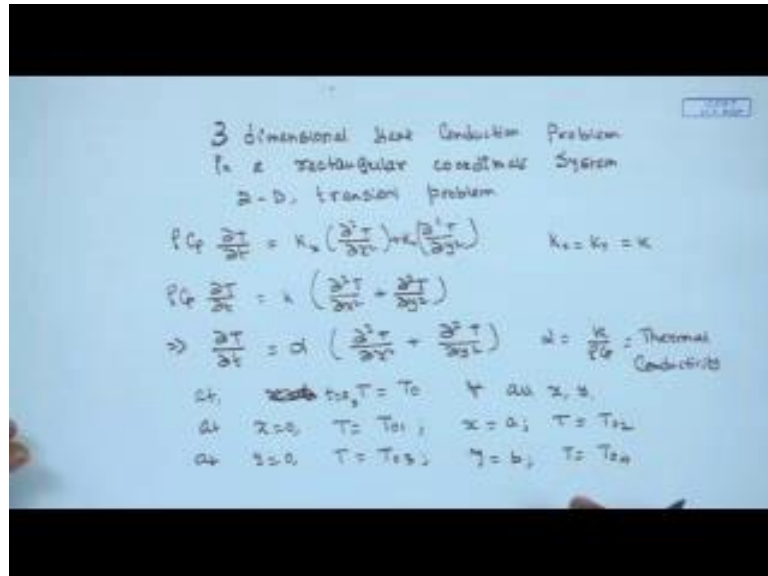 3 dimensional Heat Conduction Problem
in a rectangular coordinate System
2-D, transient problem
ρCp ∂T/∂t = Kx (∂²T/∂x²) + Ky (∂²T/∂y²) Kx = Ky = K
ρCp ∂T/∂t = K (∂²T/∂x² + ∂²T/∂y²)
⇒ ∂T/∂t = α (∂²T/∂x² + ∂²T/∂y²) α = K/ρCp = Thermal
Conductivity
at, t=0, T = T0 ∀ all x, y,
at x=0, T = T01 ; x = a ; T = T02
at y=0, T = T03 ; y = b ; T = T04